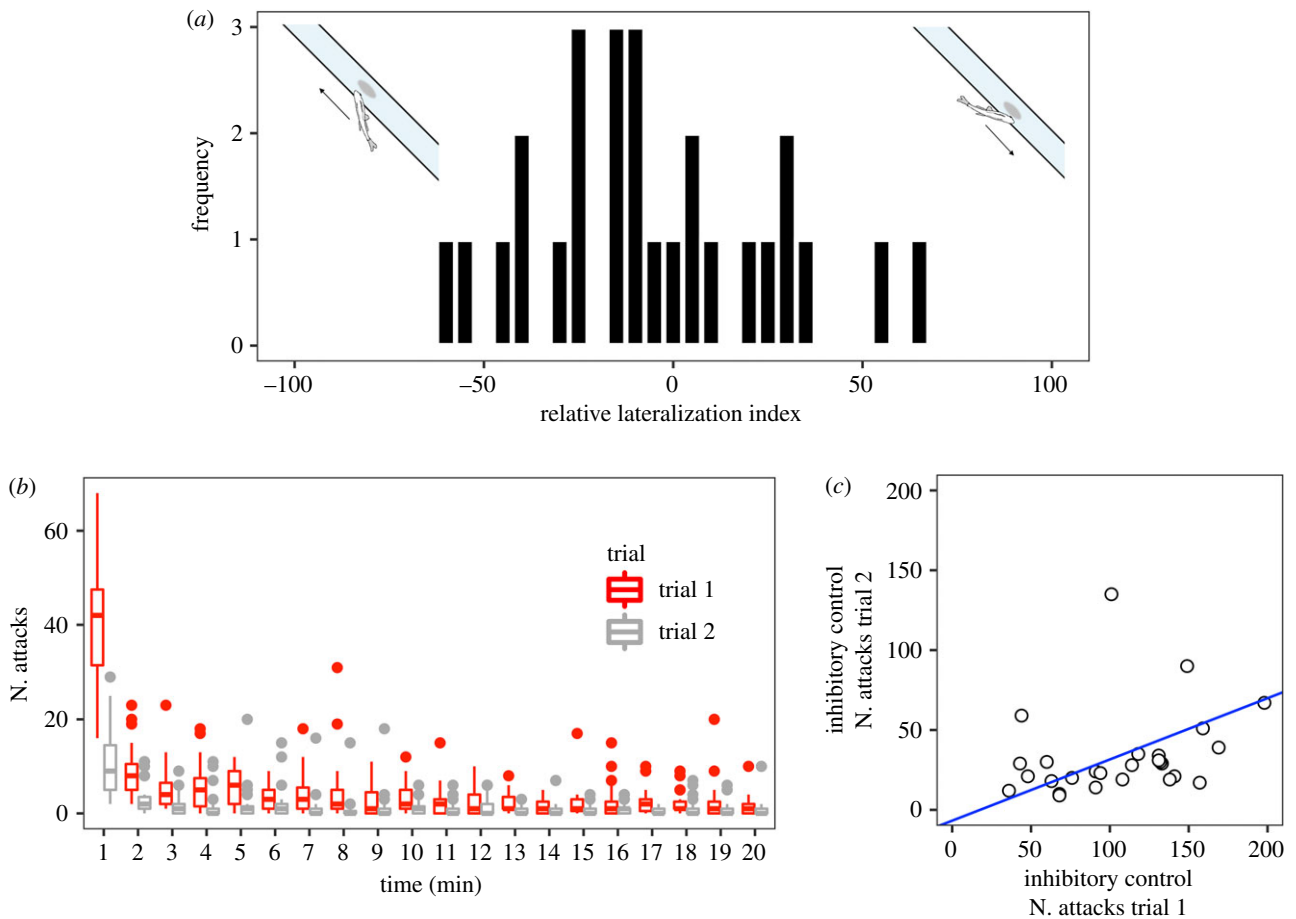 (a)
3
2
1
0
frequency
–100
–50
0
50
100
relative lateralization index
(b)
60
40
20
0
N. attacks
trial
trial 1
trial 2
1 2 3 4 5 6 7 8 9 10 11 12 13 14 15 16 17 18 19 20
time (min)
(c)
200
150
100
50
0
inhibitory control
N. attacks trial 2
0 50 100 150 200
inhibitory control
N. attacks trial 1